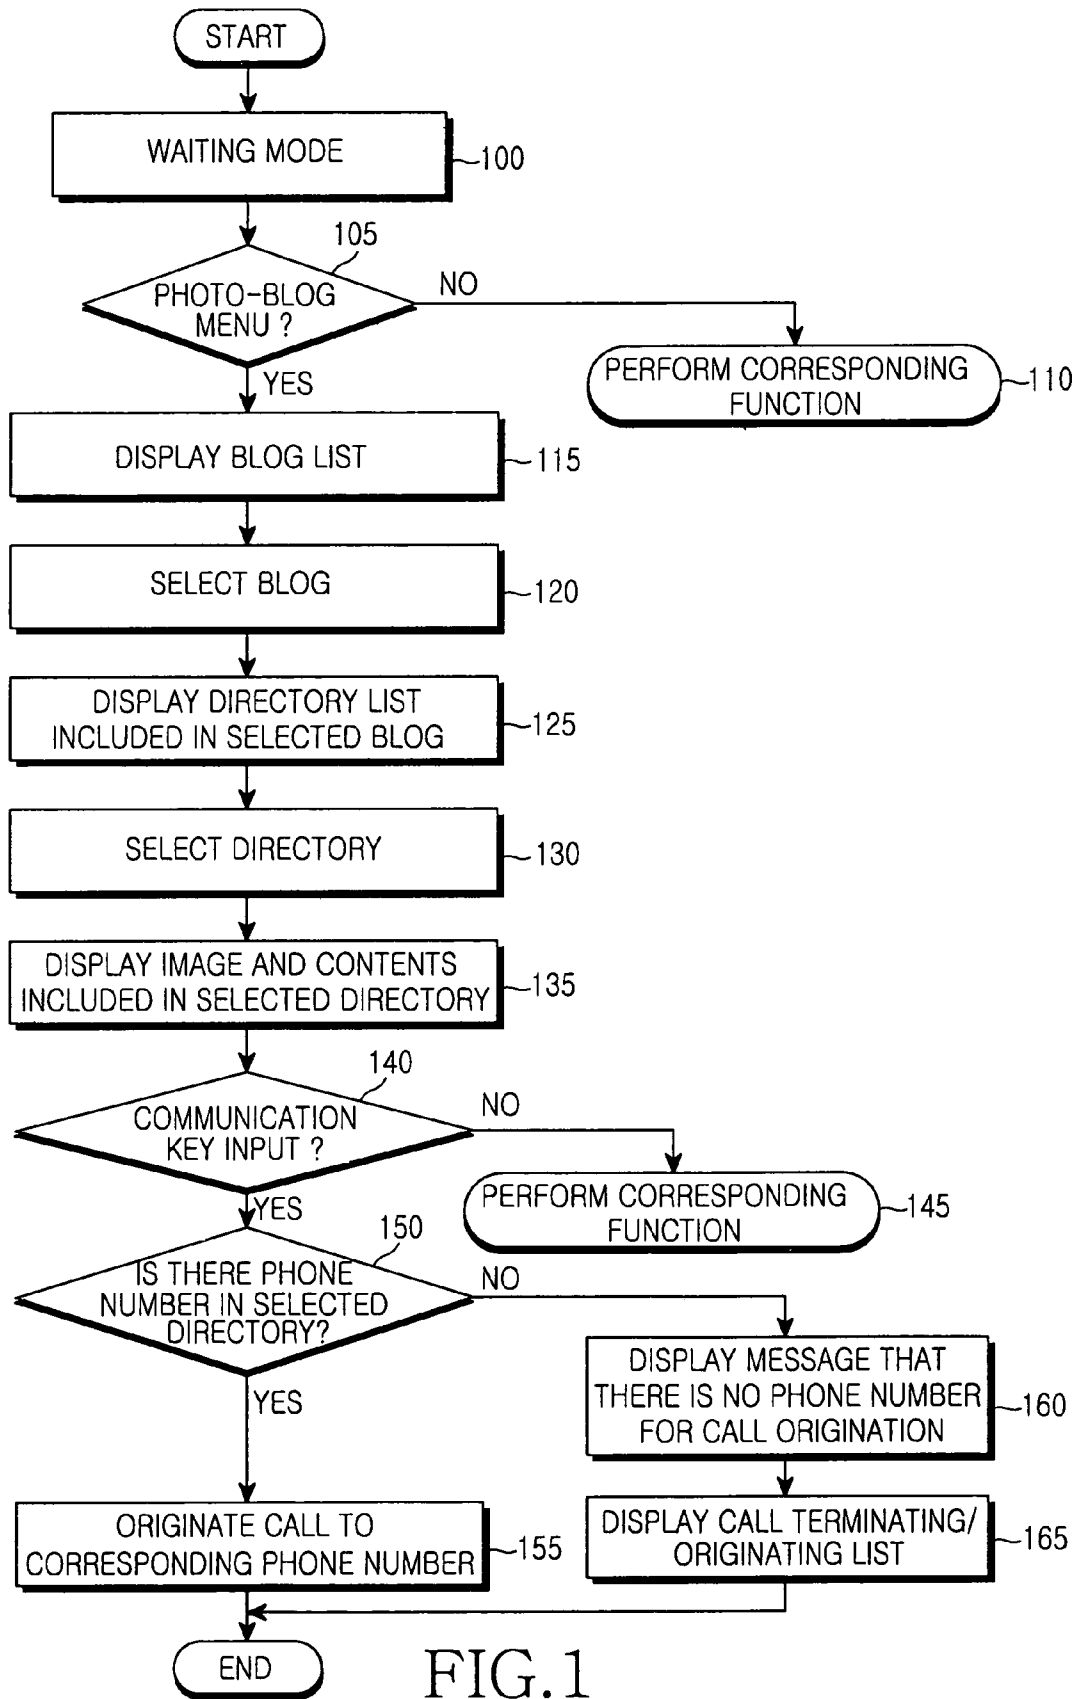 START
WAITING MODE
100
105
PHOTO-BLOG
MENU ?
NO
YES
PERFORM CORRESPONDING
FUNCTION
110
DISPLAY BLOG LIST
115
SELECT BLOG
120
DISPLAY DIRECTORY LIST
INCLUDED IN SELECTED BLOG
125
SELECT DIRECTORY
130
DISPLAY IMAGE AND CONTENTS
INCLUDED IN SELECTED DIRECTORY
135
140
COMMUNICATION
KEY INPUT ?
NO
YES
PERFORM CORRESPONDING
FUNCTION
145
150
IS THERE PHONE
NUMBER IN SELECTED
DIRECTORY?
NO
YES
DISPLAY MESSAGE THAT
THERE IS NO PHONE NUMBER
FOR CALL ORIGINATION
160
ORIGINATE CALL TO
CORRESPONDING PHONE NUMBER
155
DISPLAY CALL TERMINATING/
ORIGINATING LIST
165
END
FIG.1